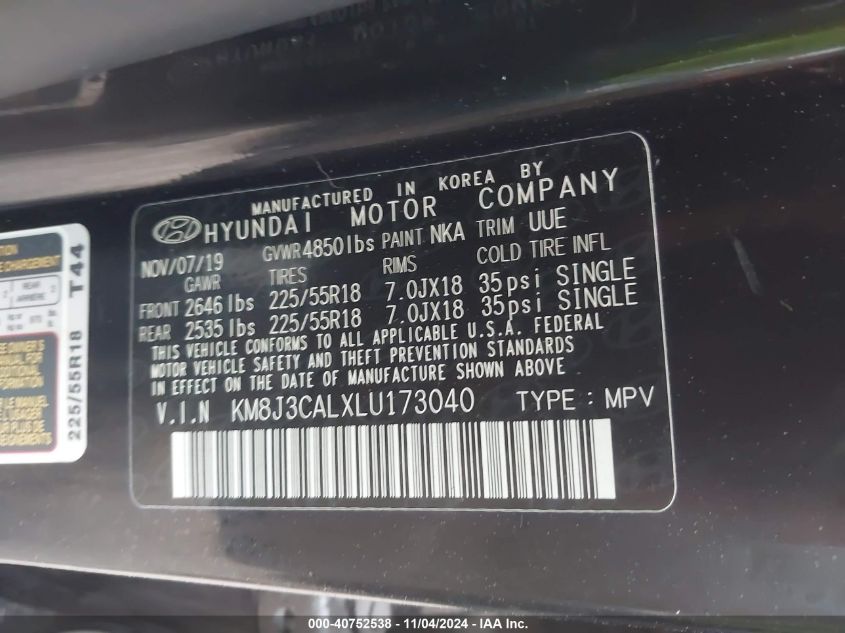 MANUFACTURED IN KOREA BY
HYUNDAI MOTOR COMPANY
NOV/07/19 GVWR 4850 lbs PAINT NKA TRIM UUE
GAWR TIRES RIMS COLD TIRE INFL
FRONT 2646 lbs 225/55R18 7.0JX18 35psi SINGLE
REAR 2535 lbs 225/55R18 7.0JX18 35psi SINGLE
THIS VEHICLE CONFORMS TO ALL APPLICABLE U.S.A. FEDERAL
MOTOR VEHICLE SAFETY AND THEFT PREVENTION STANDARDS
IN EFFECT ON THE DATE OF MANUFACTURE SHOWN ABOVE
V.I.N KM8J3CALXLU173040 TYPE : MPV
225/55R18 T44
REAR
ARRIERE
000-40752538 - 11/04/2024 - IAA Inc.